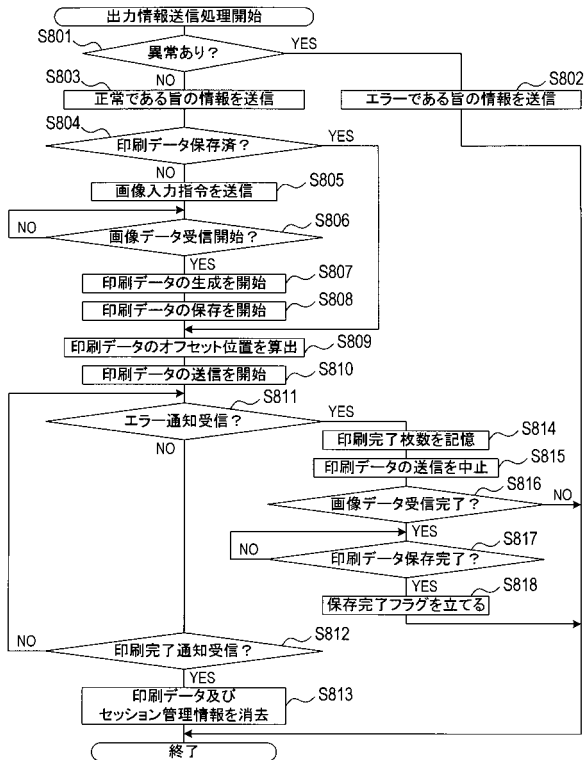 出力情報送信処理開始
S801
異常あり?
YES
NO
S802
エラーである旨の情報を送信
S803
正常である旨の情報を送信
S804
印刷データ保存済?
YES
NO
S805
画像入力指令を送信
S806
NO
画像データ受信開始?
YES
S807
印刷データの生成を開始
S808
印刷データの保存を開始
S809
印刷データのオフセット位置を算出
S810
印刷データの送信を開始
S811
エラー通知受信?
YES
NO
S814
印刷完了枚数を記憶
S815
印刷データの送信を中止
S816
画像データ受信完了?
NO
YES
S817
NO
印刷データ保存完了?
YES
S818
保存完了フラグを立てる
S812
NO
印刷完了通知受信?
YES
S813
印刷データ及び
セッション管理情報を消去
終了